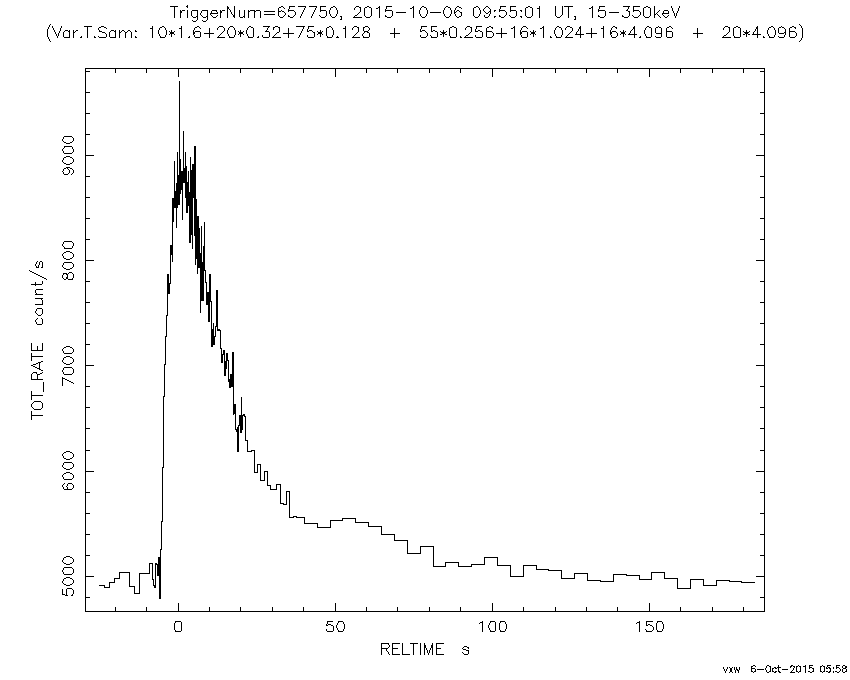 TriggerNum=657750, 2015-10-06 09:55:01 UT, 15-350keV
(Var.T.Sam: 10*1.6+20*0.32+75*0.128 + 55*0.256+16*1.024+16*4.096 + 20*4.096)
TOT_RATE count/s
9000
8000
7000
6000
5000
0 50 100 150
RELTIME s
vxw 6-Oct-2015 05:58